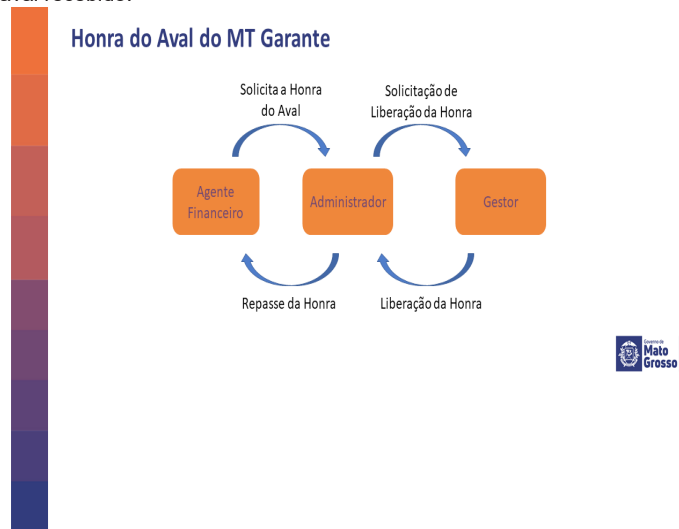 Honra do Aval do MT Garante
Solicita a Honra
do Aval
Solicitação de
Liberação da Honra
Agente
Financeiro
Administrador
Gestor
Repasse da Honra
Liberação da Honra
Governo de
Mato
Grosso